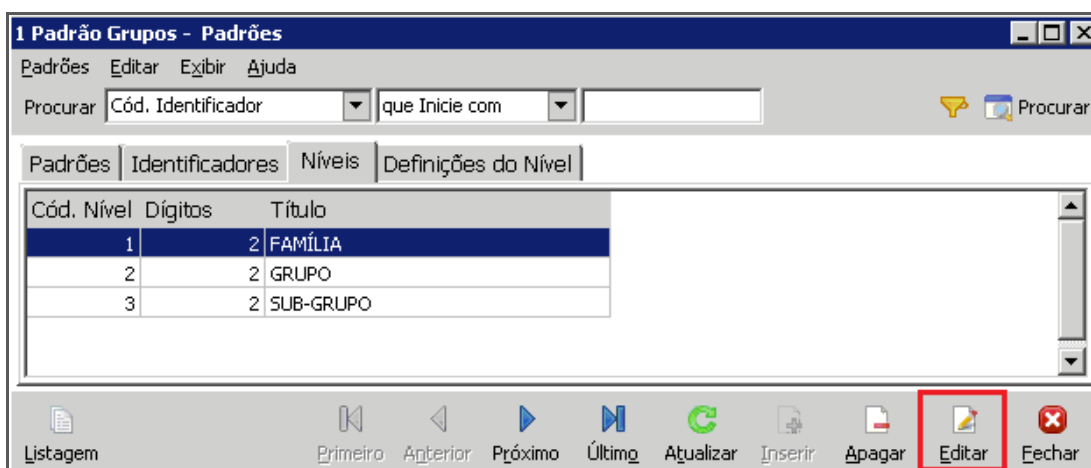 1 Padrão Grupos - Padrões
Padrões Editar Exibir Ajuda
Procurar Cód. Identificador que Inicie com Procurar
Padrões Identificadores Níveis Definições do Nível
Cód. Nível Dígitos Título
1 2 FAMÍLIA
2 2 GRUPO
3 2 SUB-GRUPO
Listagem Primeiro Anterior Próximo Último Atualizar Inserir Apagar Editar Fechar